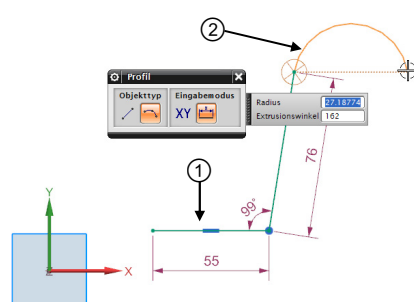 2
Profil
Objekttyp Eingabemodus
XY
Radius 27.18774
Extrusionswinkel 162
76
1
99°
Y
X
55